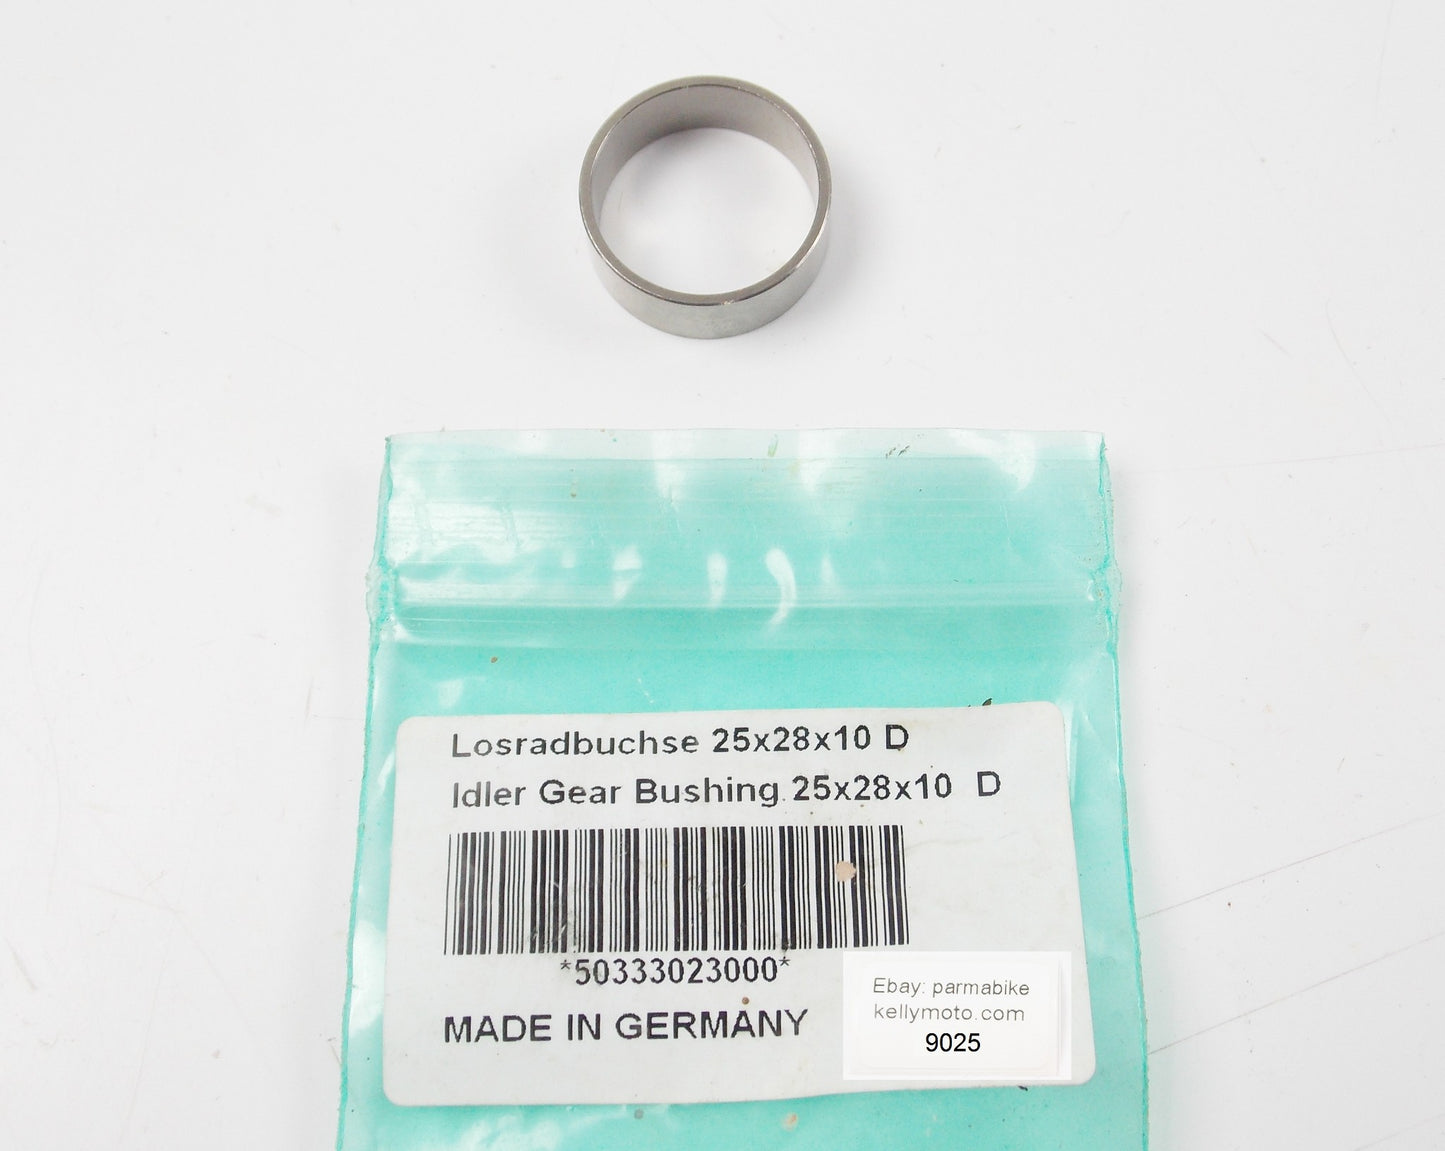 Losradbuchse 25x28x10 D
Idler Gear Bushing 25x28x10 D
*50333023000*
MADE IN GERMANY
Ebay: parmabike
kellymoto.com
9025